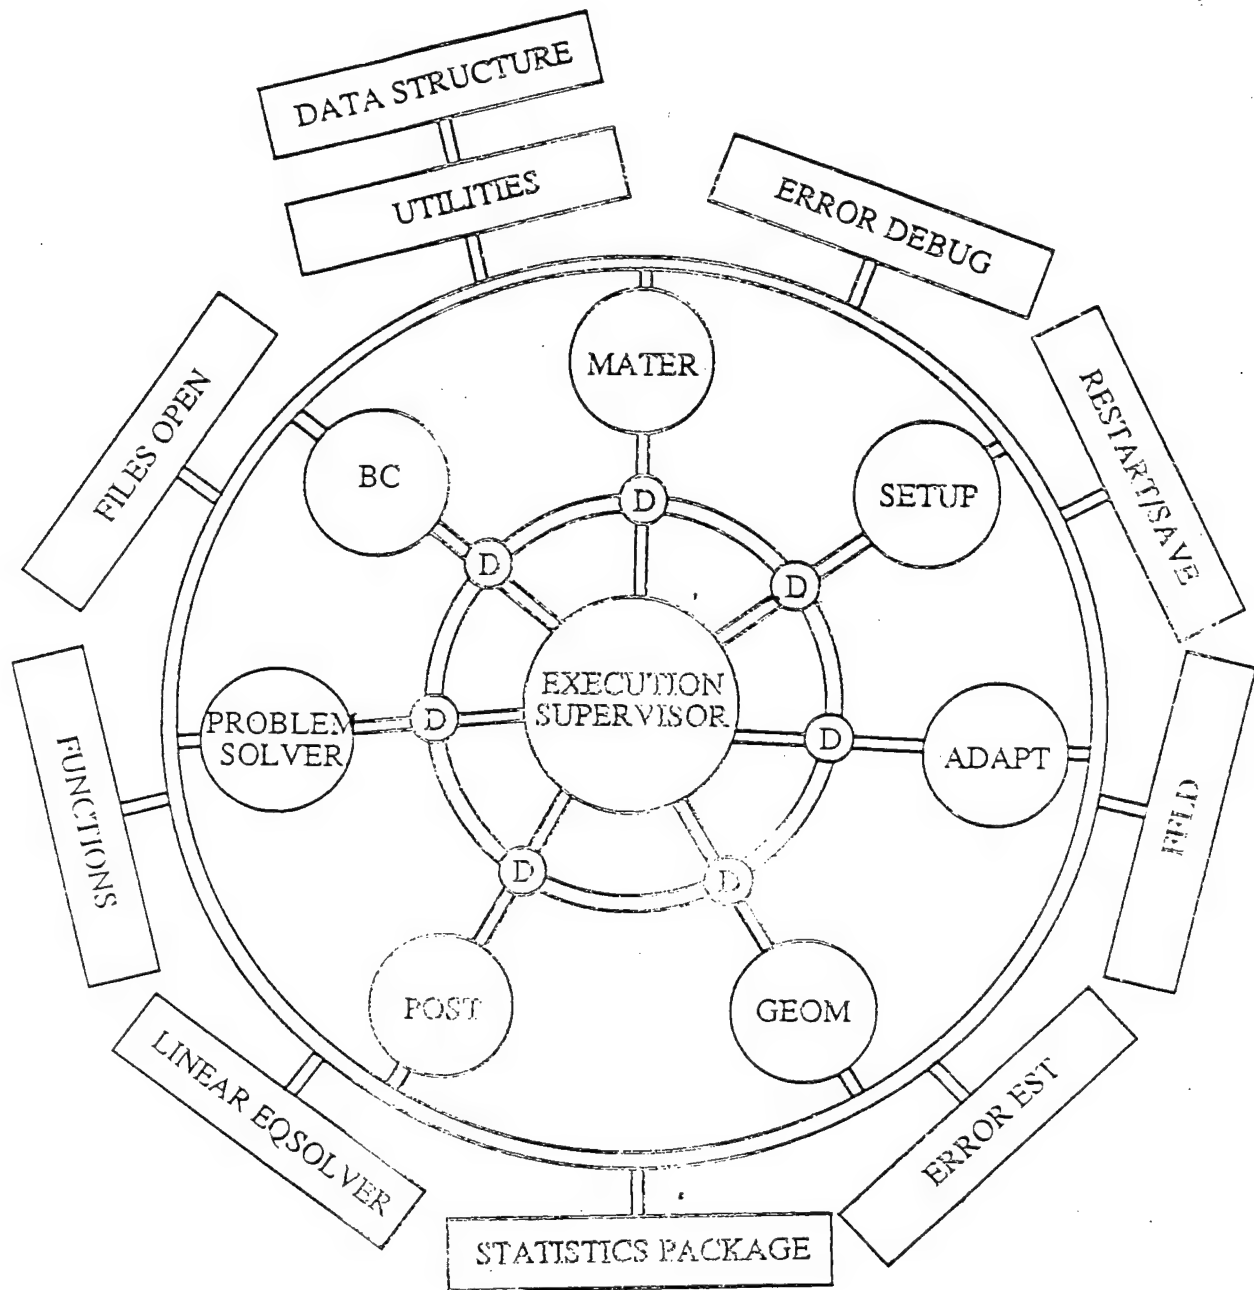 DATA STRUCTURE
UTILITIES
ERROR DEBUG
FILES OPEN
RESTART/SAVE
MATER
BC
SETUP
D
D
D
EXECUTION
SUPERVISOR
PROBLEM
SOLVER
D
D
ADAPT
FUNCTIONS
D
D
POST
GEOM
LINEAR EQSOLVER
ERROR EST
STATISTICS PACKAGE